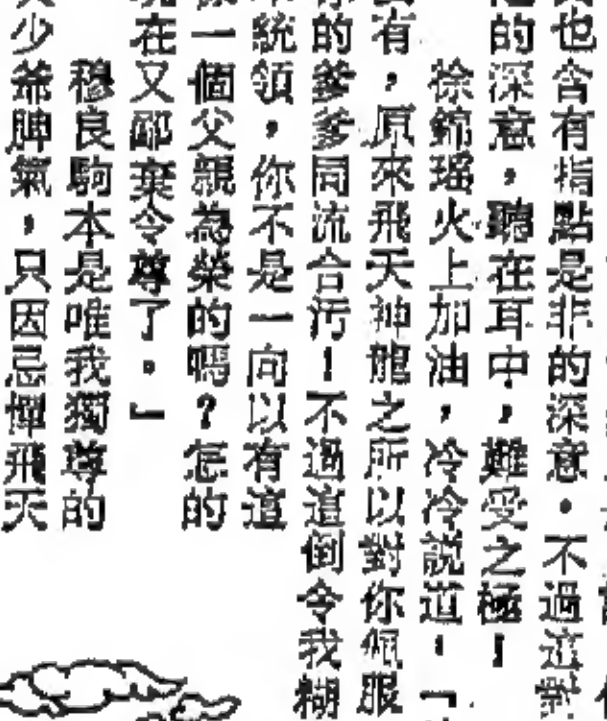 也含有指點是非的深意。不過這對
的深意，聽在耳中，難受之極！
徐錦瑤火上加油，冷冷説道：「
有，原來飛天神龍之所以對你佩服
的爹爹同流合污！不過這倒令我糊
統領，你不是一向以有這
一個父親為榮的嗎？怎的
在又鄙棄令尊了。」
穆良駒本是唯我獨尊的
少爺脾氣，只因忌憚飛天